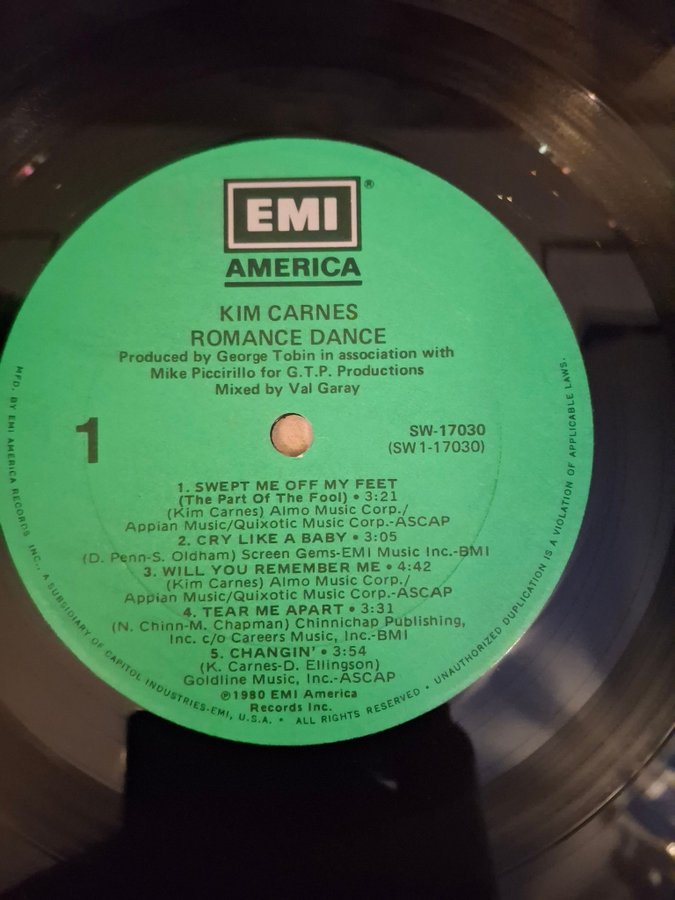 EMI®
AMERICA
KIM CARNES
ROMANCE DANCE
Produced by George Tobin in association with
Mike Piccirillo for G.T.P. Productions
Mixed by Val Garay
1
SW-17030
(SW1-17030)
1. SWEPT ME OFF MY FEET
(The Part Of The Fool) • 3:21
(Kim Carnes) Almo Music Corp./
Appian Music/Quixotic Music Corp.-ASCAP
2. CRY LIKE A BABY • 3:05
(D. Penn-S. Oldham) Screen Gems-EMI Music Inc.-BMI
3. WILL YOU REMEMBER ME • 4:42
(Kim Carnes) Almo Music Corp./
Appian Music/Quixotic Music Corp.-ASCAP
4. TEAR ME APART • 3:31
(N. Chinn-M. Chapman) Chinnichap Publishing,
Inc. c/o Careers Music, Inc.-BMI
5. CHANGIN' • 3:54
(K. Carnes-D. Ellingson)
Goldline Music, Inc.-ASCAP
℗1980 EMI America
Records Inc.
MFD. BY EMI AMERICA RECORDS INC., A SUBSIDIARY OF CAPITOL INDUSTRIES-EMI, U.S.A. • ALL RIGHTS RESERVED • UNAUTHORIZED DUPLICATION IS A VIOLATION OF APPLICABLE LAWS.